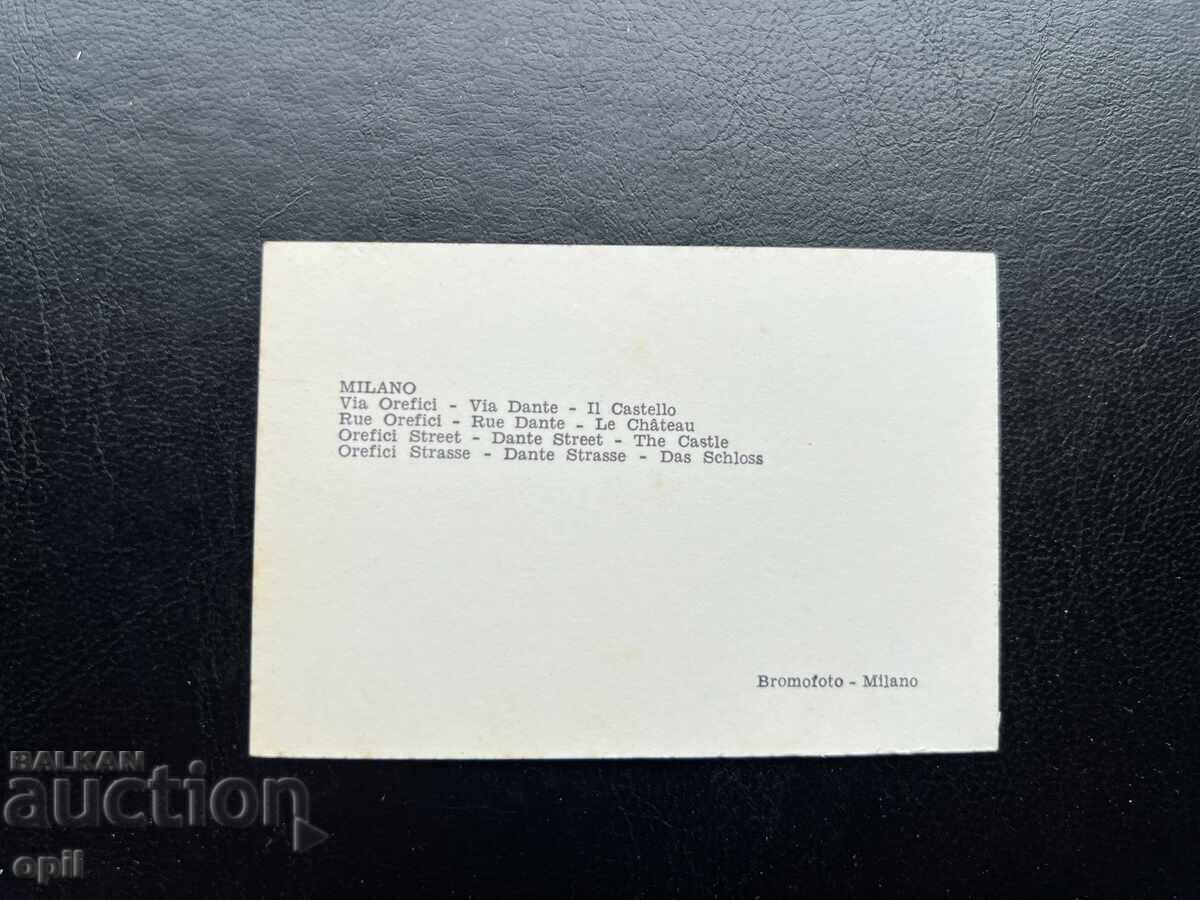 MILANO
Via Orefici - Via Dante - Il Castello
Rue Orefici - Rue Dante - Le Château
Orefici Street - Dante Street - The Castle
Orefici Strasse - Dante Strasse - Das Schloss
Bromofoto - Milano
BALKAN
auction
opil